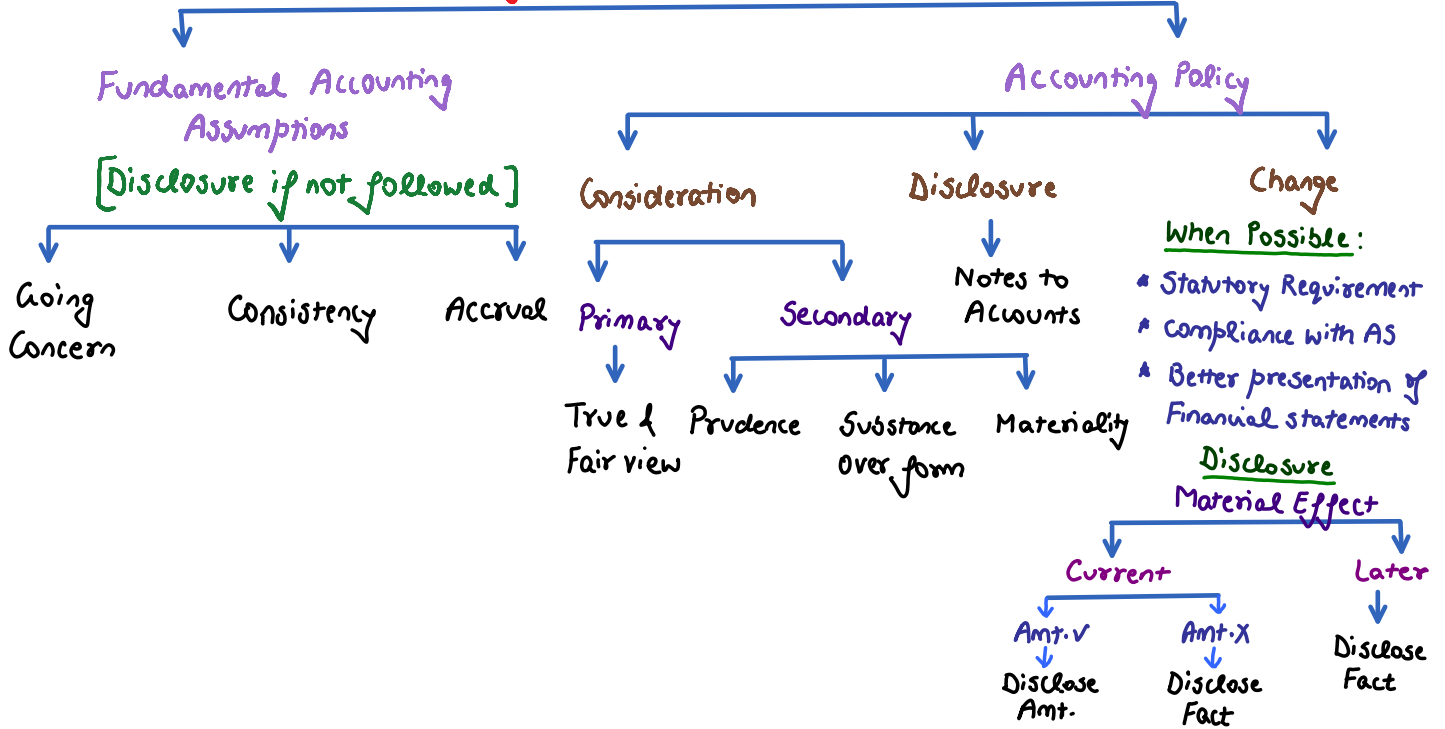 Fundamental Accounting
Assumptions
[Disclosure if not followed]
Going
Concern
Consistency
Accrual
Accounting Policy
Consideration
Primary
True &
Fair view
Secondary
Prudence
Substance
Over form
Materiality
Disclosure
Notes to
Accounts
Change
When Possible:
* Statutory Requirement
* Compliance with AS
* Better presentation of
Financial statements
Disclosure
Material Effect
Current
Amt.✓
Disclose
Amt.
Amt.X
Disclose
Fact
Later
Disclose
Fact